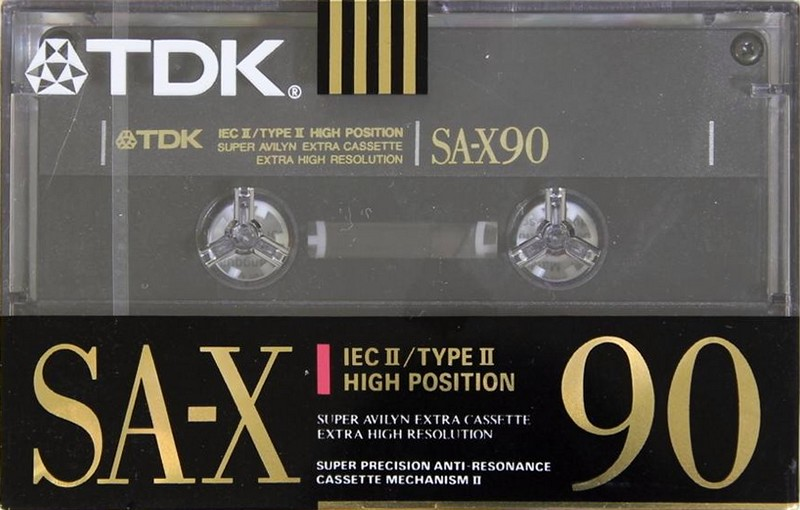 TDK®
TDK IEC II/TYPE II HIGH POSITION
SUPER AVILYN EXTRA CASSETTE
EXTRA HIGH RESOLUTION
SA-X90
SA-X
IEC II/TYPE II
HIGH POSITION
SUPER AVILYN EXTRA CASSETTE
EXTRA HIGH RESOLUTION
SUPER PRECISION ANTI-RESONANCE
CASSETTE MECHANISM II
90